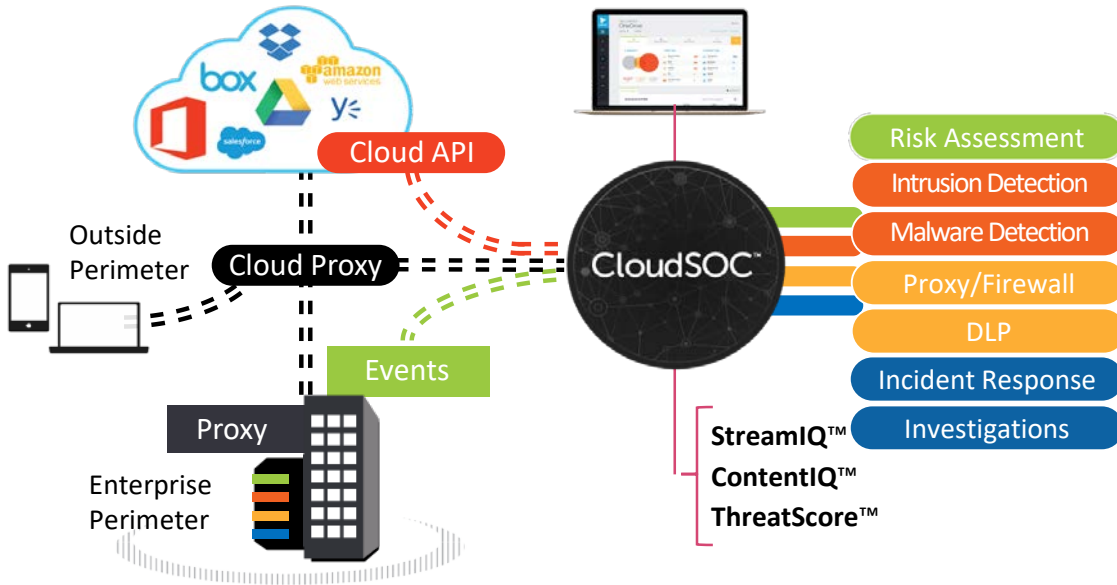 box
amazon
web services
y
salesforce
Cloud API
Outside
Perimeter
Cloud Proxy
Events
Proxy
Enterprise
Perimeter
CloudSOC™
StreamIQ™
ContentIQ™
ThreatScore™
Risk Assessment
Intrusion Detection
Malware Detection
Proxy/Firewall
DLP
Incident Response
Investigations